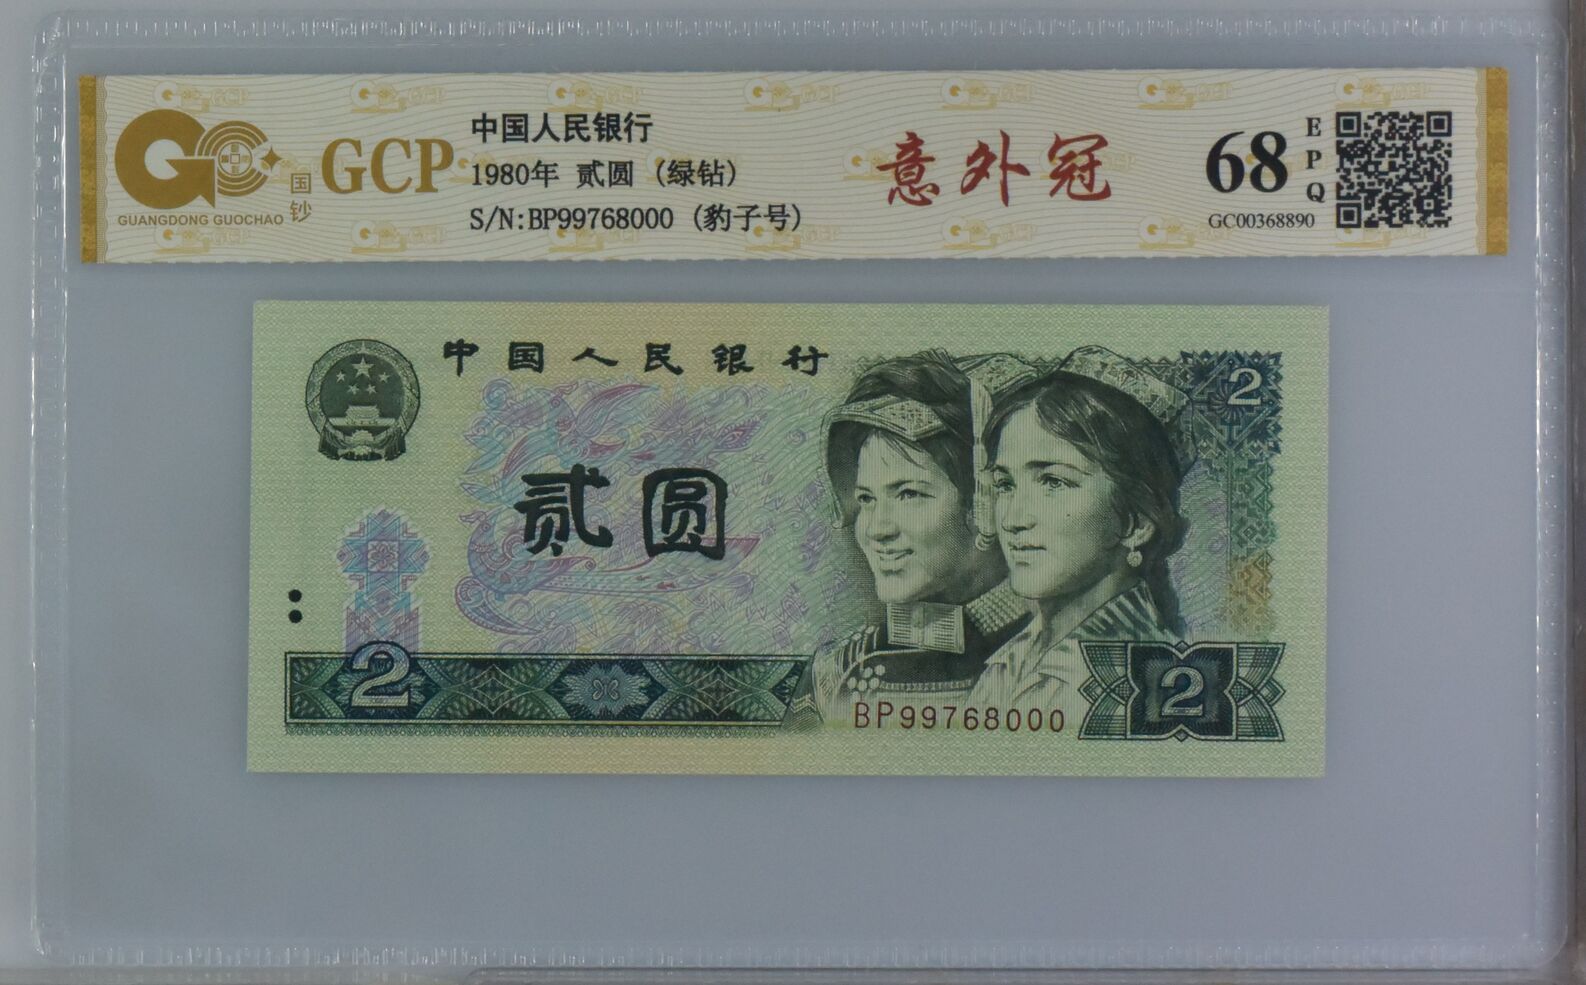 GCP
国
钞
GUANGDONG GUOCHAO
中国人民银行
1980年 贰圆 (绿钻)
S/N:BP99768000 (豹子号)
意外冠
68
EPQ
GC00368890
中国人民银行
贰圆
2
2
2
BP99768000